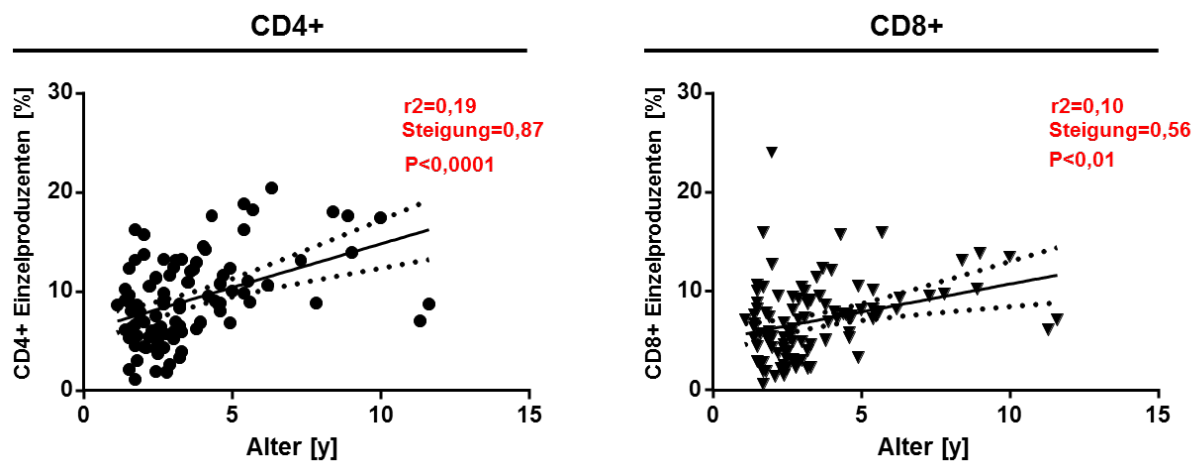 CD4+
CD4+ Einzelproduzenten [%]
30
20
10
0
r2=0,19
Steigung=0,87
P<0,0001
0
5
10
15
Alter [y]
CD8+
CD8+ Einzelproduzenten [%]
30
20
10
0
r2=0,10
Steigung=0,56
P<0,01
0
5
10
15
Alter [y]